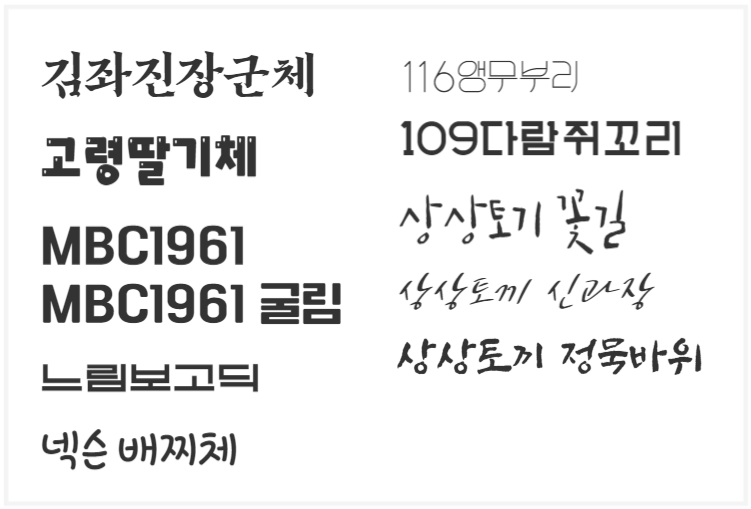 김좌진장군체
고령딸기체
MBC1961
MBC1961 굴림
느림보고딕
넥슨 배찌체
116앵무부리
109다람쥐꼬리
상상토끼 꽃길
상상토끼 신과장
상상토끼 정묵바위